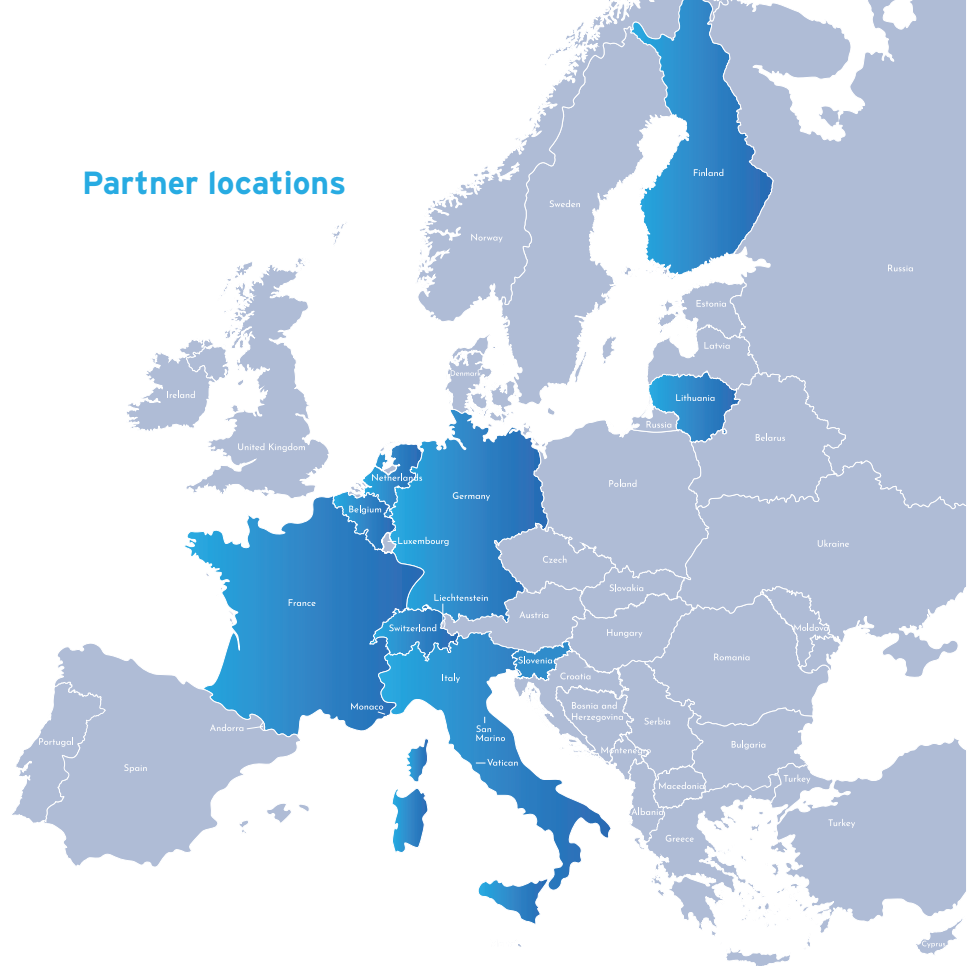 Partner locations
Finland
Sweden
Norway
Russia
Estonia
Latvia
Denmark
Ireland
Lithuania
Russia
Belarus
United Kingdom
Netherlands
Poland
Germany
Belgium
Luxembourg
Ukraine
Czech
Slovakia
Liechtenstein
France
Austria
Switzerland
Hungary
Moldova
Slovenia
Romania
Italy
Croatia
Monaco
Bosnia and
Herzegovina
Serbia
Andorra
San
Marino
Portugal
Montenegro
Bulgaria
Vatican
Spain
Turkey
Macedonia
Albania
Turkey
Greece
Cyprus